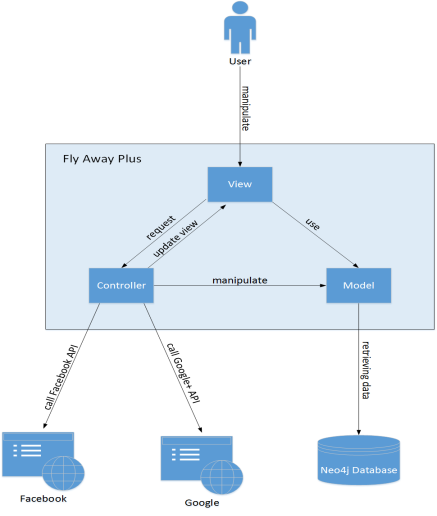 User
manipulate
Fly Away Plus
View
request
update view
use
Controller
manipulate
Model
call Facebook API
call Google+ API
retrieving data
Facebook
Google
Neo4j Database